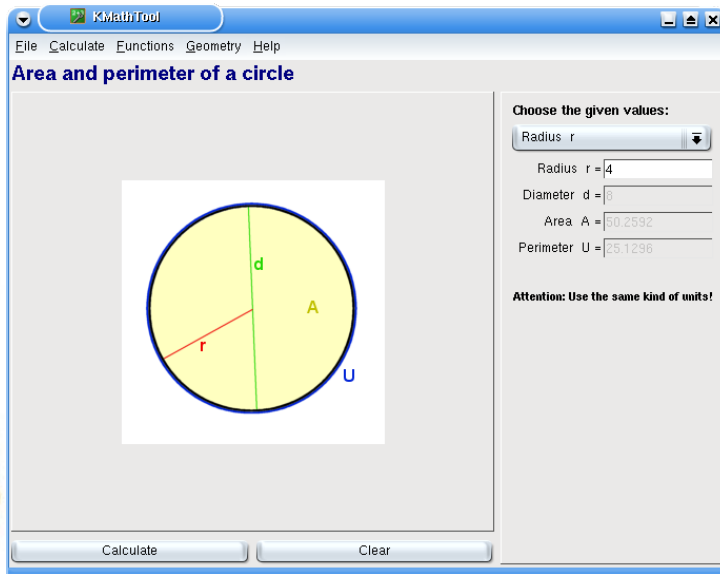 KMathTool
File Calculate Functions Geometry Help
Area and perimeter of a circle
Choose the given values:
Radius r
Radius r = 4
Diameter d = 8
Area A = 50.2592
Perimeter U = 25.1296
Attention: Use the same kind of units!
d
A
r
U
Calculate Clear